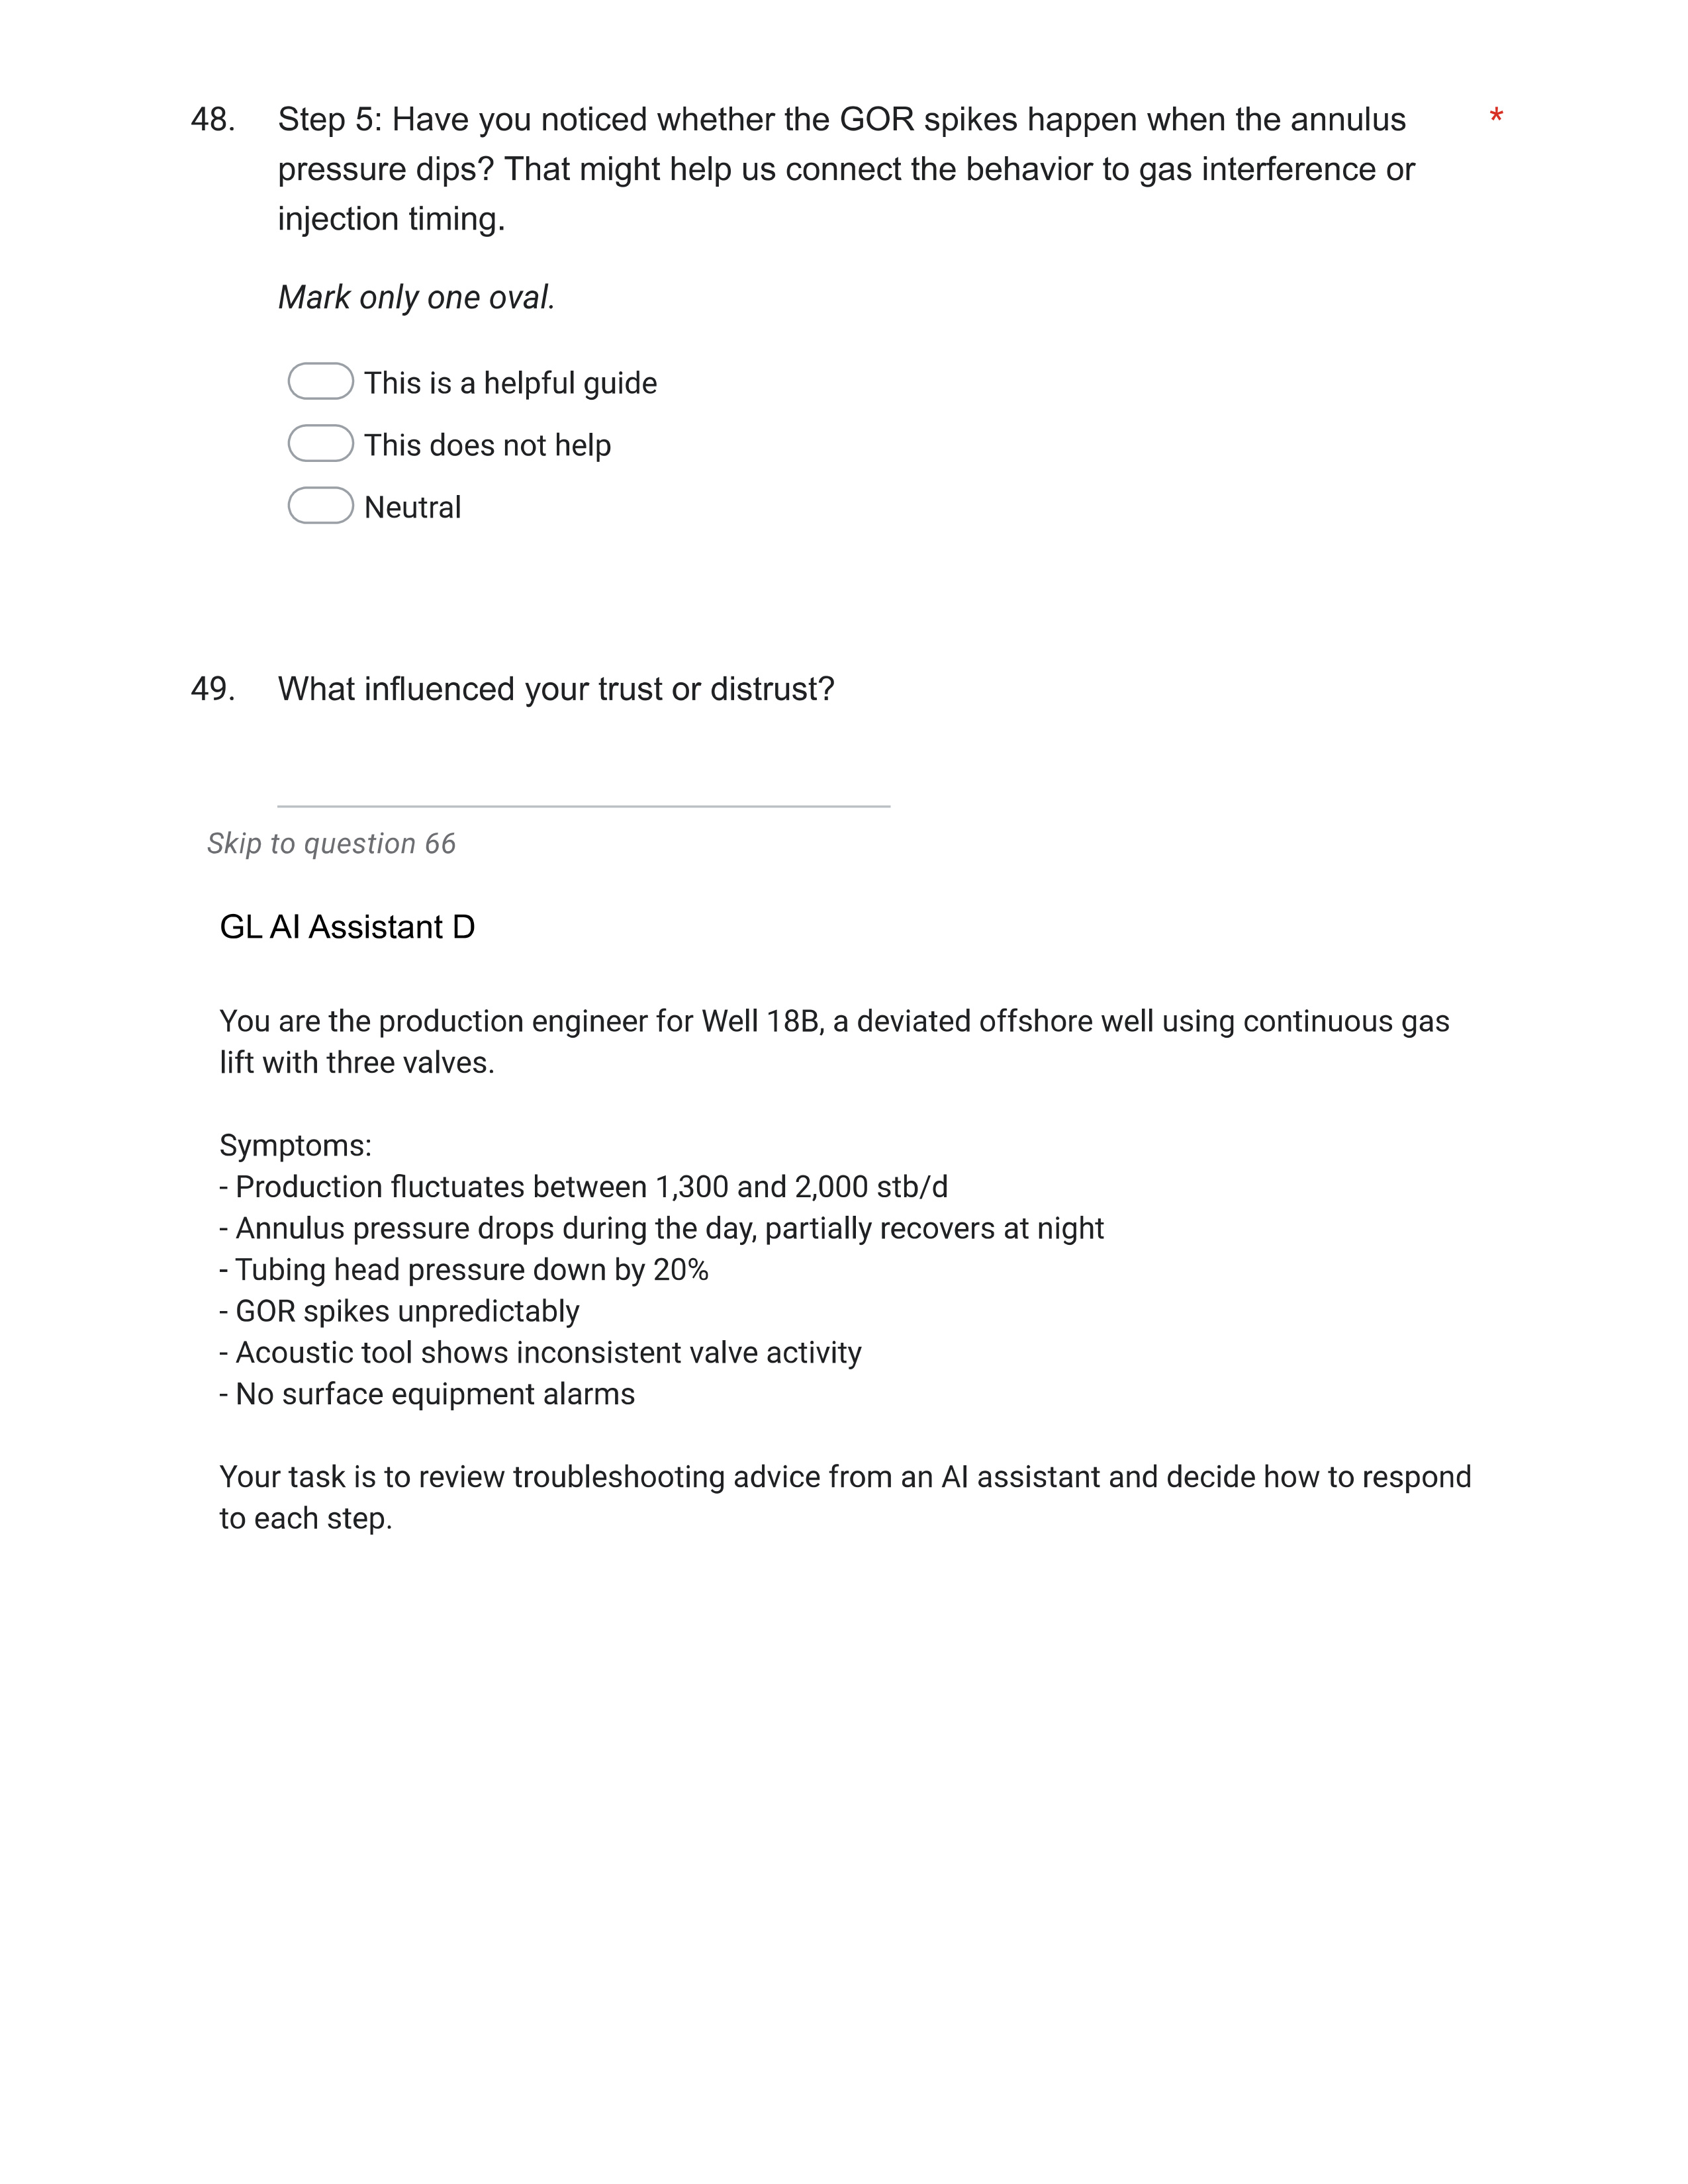 48. Step 5: Have you noticed whether the GOR spikes happen when the annulus *
pressure dips? That might help us connect the behavior to gas interference or
injection timing.
Mark only one oval.
This is a helpful guide
This does not help
Neutral
49. What influenced your trust or distrust?
Skip to question 66
GL AI Assistant D
You are the production engineer for Well 18B, a deviated offshore well using continuous gas
lift with three valves.
Symptoms:
- Production fluctuates between 1,300 and 2,000 stb/d
- Annulus pressure drops during the day, partially recovers at night
- Tubing head pressure down by 20%
- GOR spikes unpredictably
- Acoustic tool shows inconsistent valve activity
- No surface equipment alarms
Your task is to review troubleshooting advice from an AI assistant and decide how to respond
to each step.